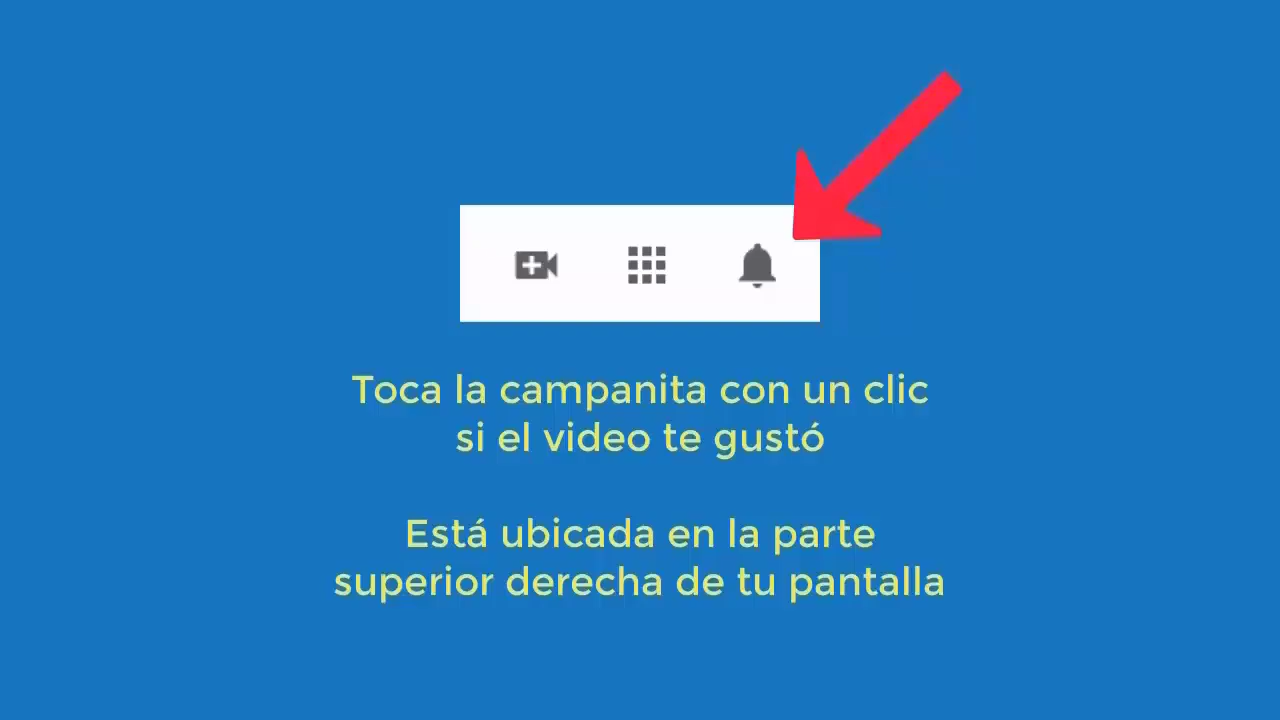 Toca la campanita con un clic
si el video te gustó
Está ubicada en la parte
superior derecha de tu pantalla